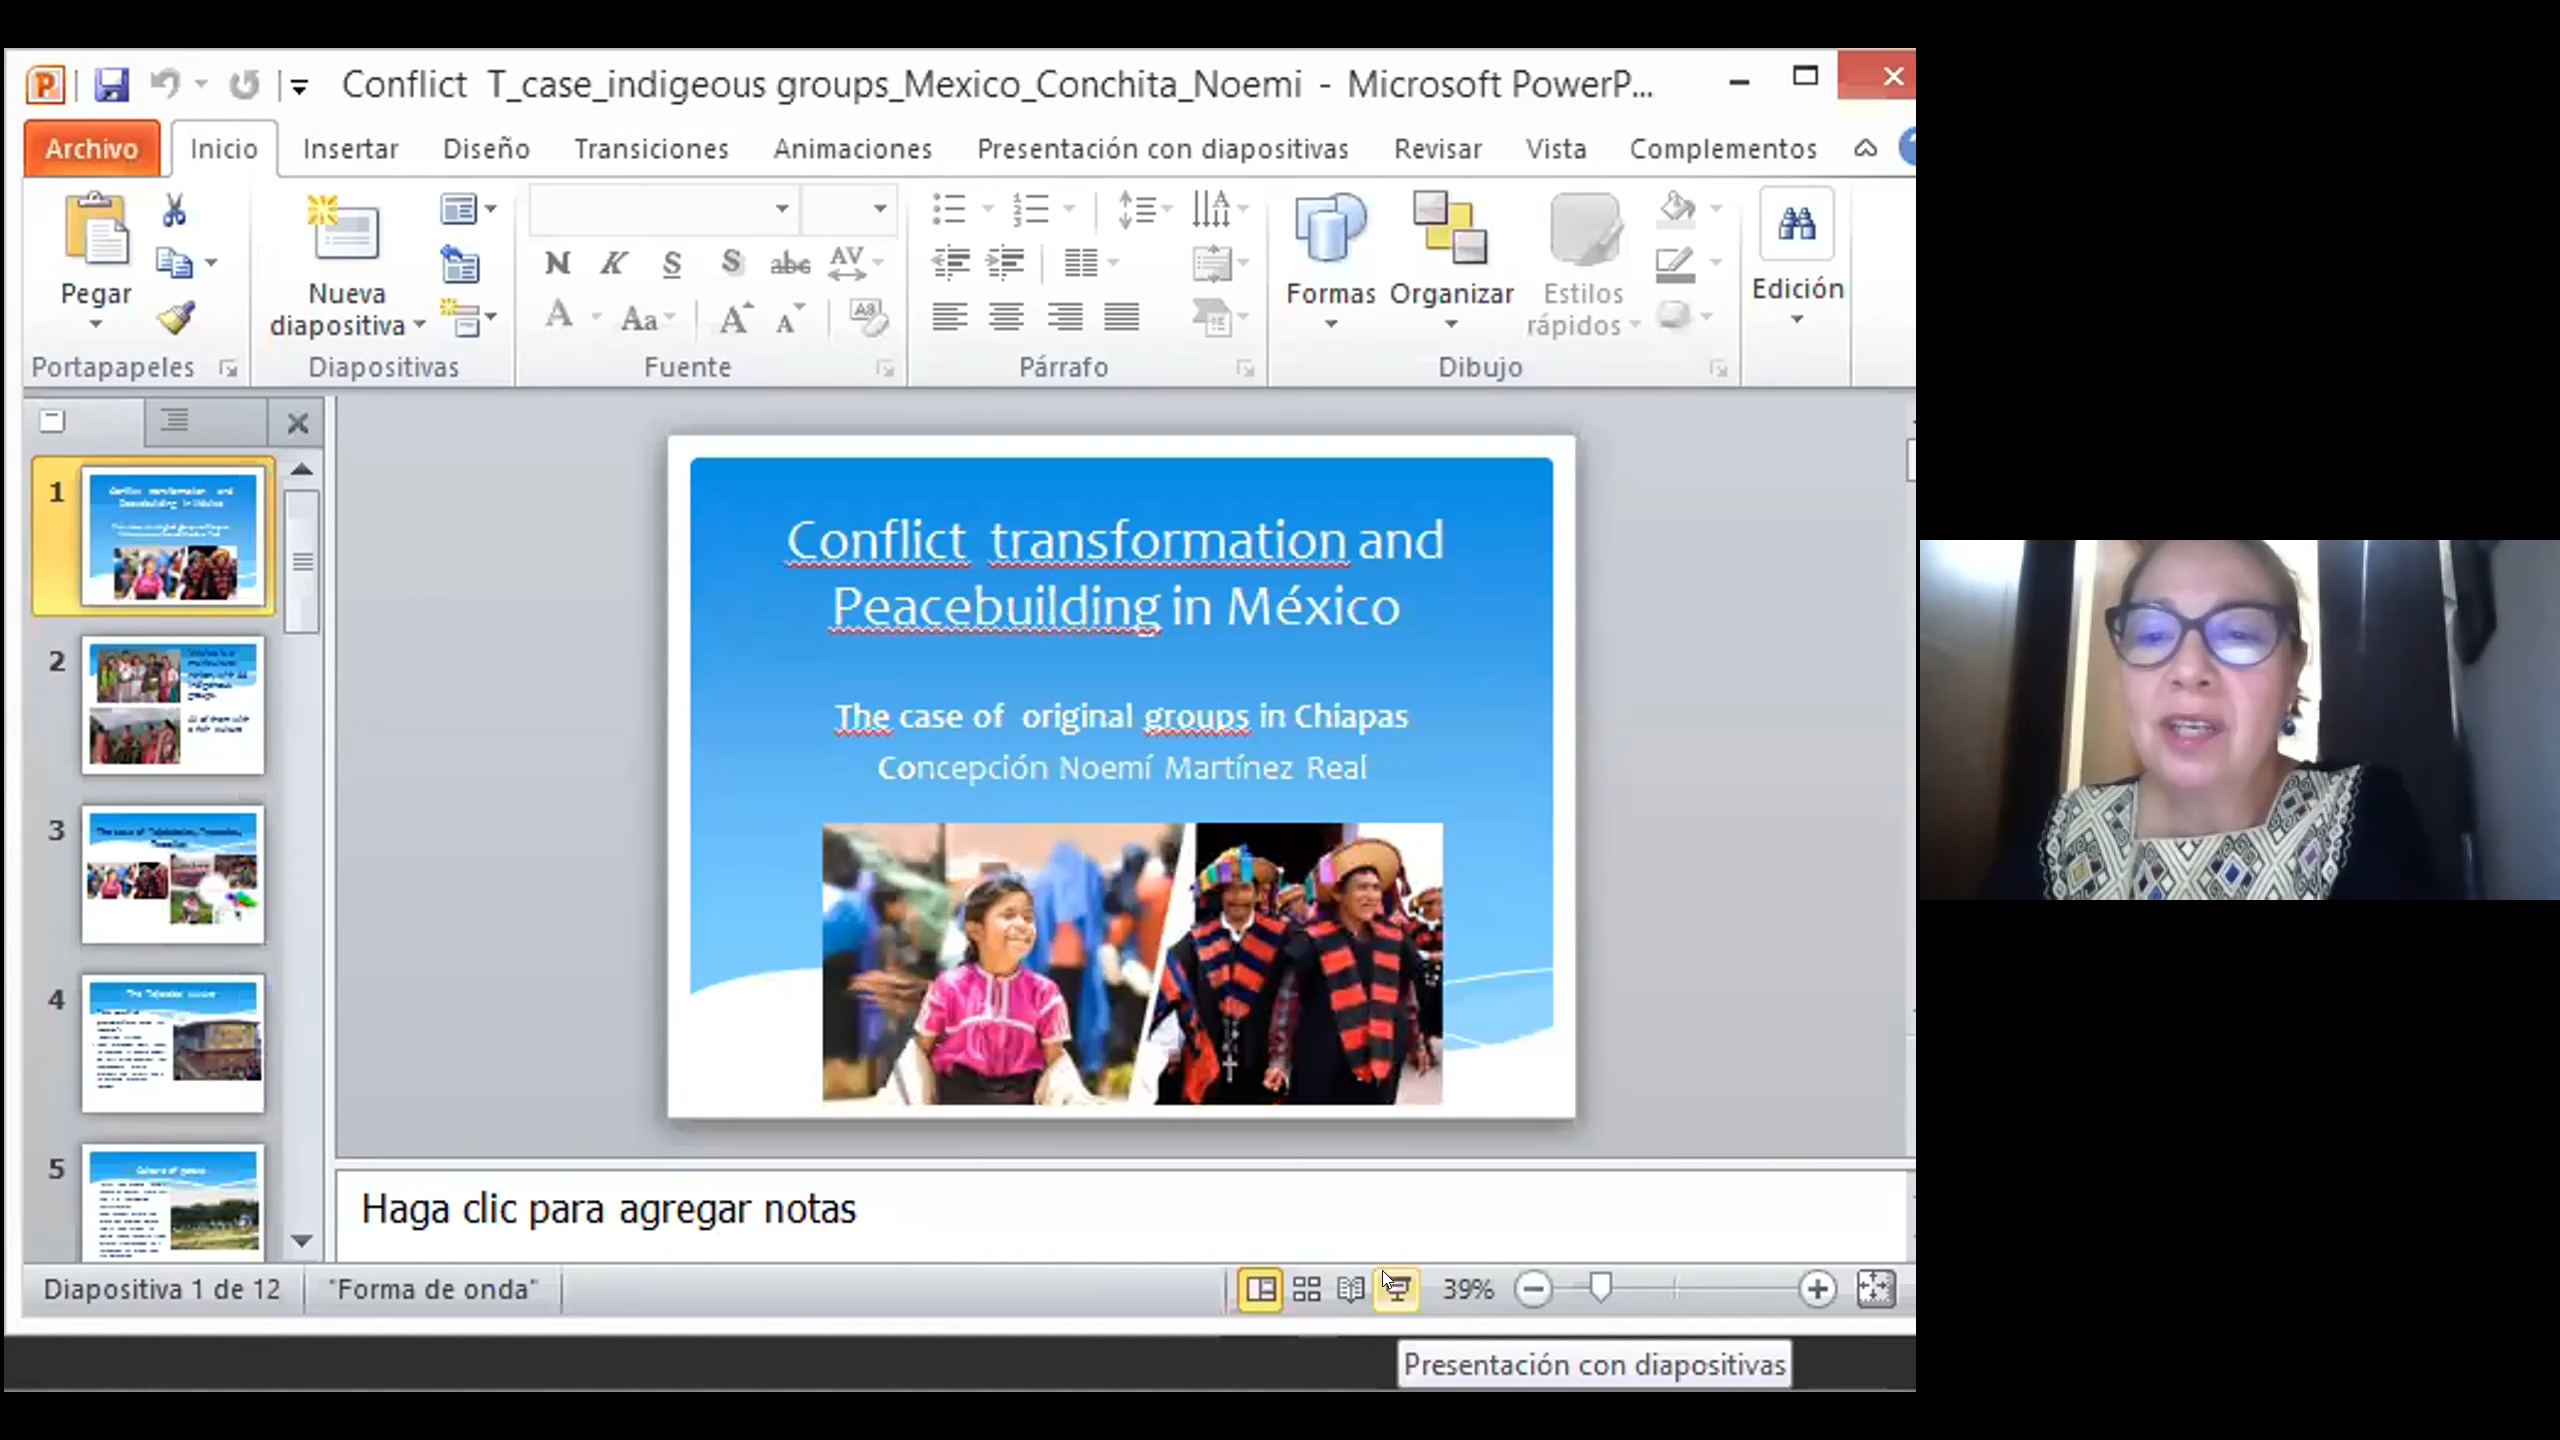 Conflict T_case_indigeous groups_Mexico_Conchita_Noemi - Microsoft PowerP...
Archivo Inicio Insertar Diseño Transiciones Animaciones Presentación con diapositivas Revisar Vista Complementos
Pegar
Nueva
diapositiva
Formas Organizar
Estilos
rápidos
Edición
Portapapeles Diapositivas Fuente Párrafo Dibujo
1
2
3
4
5
Conflict transformation and
Peacebuilding in México
The case of original groups in Chiapas
Concepción Noemí Martínez Real
Haga clic para agregar notas
Diapositiva 1 de 12 "Forma de onda" 39%
Presentación con diapositivas